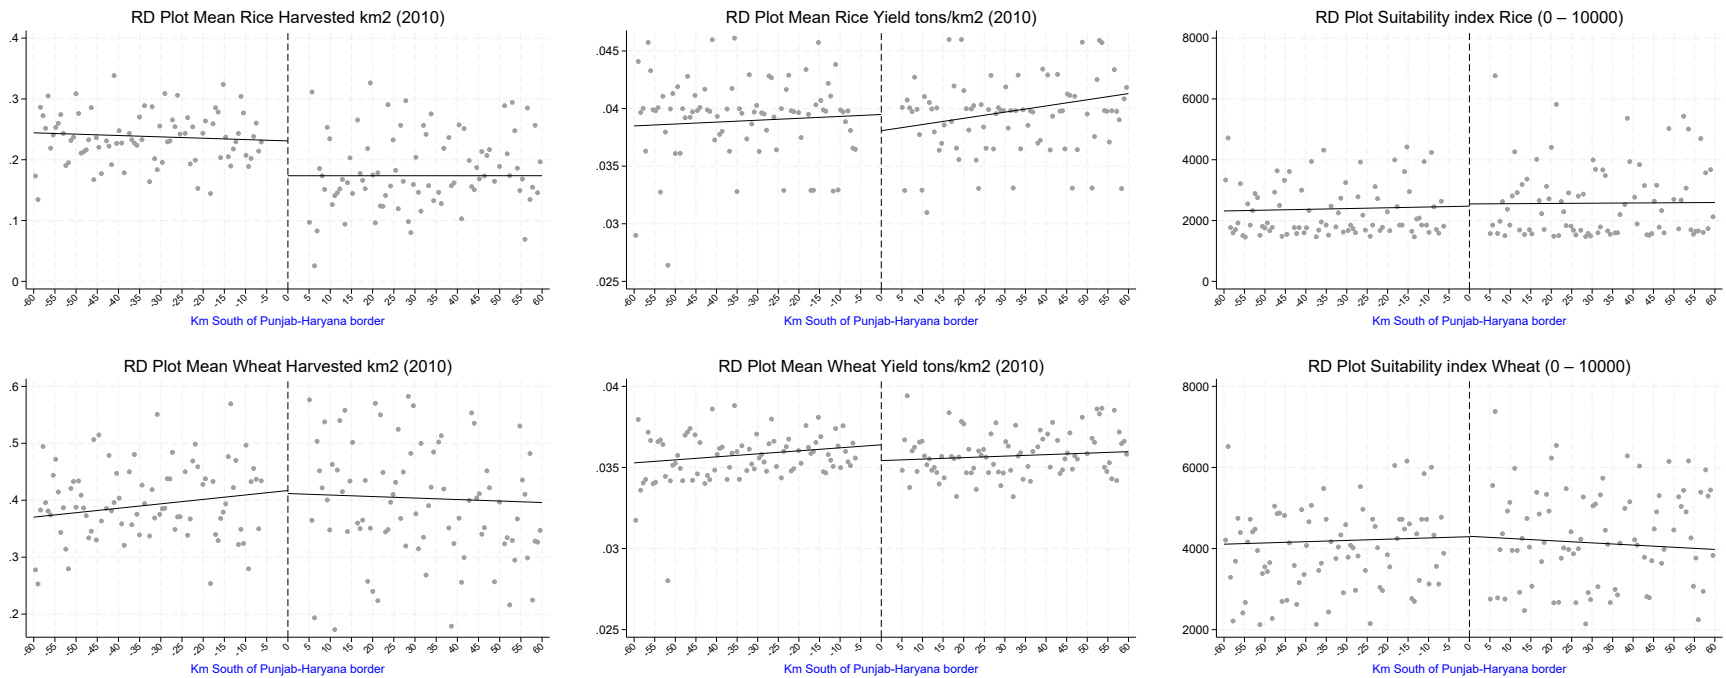 RD Plot Mean Rice Harvested km2 (2010)
.4
.3
.2
.1
0
-60 -55 -50 -45 -40 -35 -30 -25 -20 -15 -10 -5 0 5 10 15 20 25 30 35 40 45 50 55 60
Km South of Punjab-Haryana border
RD Plot Mean Rice Yield tons/km2 (2010)
.045
.04
.035
.03
.025
-60 -55 -50 -45 -40 -35 -30 -25 -20 -15 -10 -5 0 5 10 15 20 25 30 35 40 45 50 55 60
Km South of Punjab-Haryana border
RD Plot Suitability index Rice (0 – 10000)
8000
6000
4000
2000
0
-60 -55 -50 -45 -40 -35 -30 -25 -20 -15 -10 -5 0 5 10 15 20 25 30 35 40 45 50 55 60
Km South of Punjab-Haryana border
RD Plot Mean Wheat Harvested km2 (2010)
.6
.5
.4
.3
.2
-60 -55 -50 -45 -40 -35 -30 -25 -20 -15 -10 -5 0 5 10 15 20 25 30 35 40 45 50 55 60
Km South of Punjab-Haryana border
RD Plot Mean Wheat Yield tons/km2 (2010)
.04
.035
.03
.025
-60 -55 -50 -45 -40 -35 -30 -25 -20 -15 -10 -5 0 5 10 15 20 25 30 35 40 45 50 55 60
Km South of Punjab-Haryana border
RD Plot Suitability index Wheat (0 – 10000)
8000
6000
4000
2000
-60 -55 -50 -45 -40 -35 -30 -25 -20 -15 -10 -5 0 5 10 15 20 25 30 35 40 45 50 55 60
Km South of Punjab-Haryana border